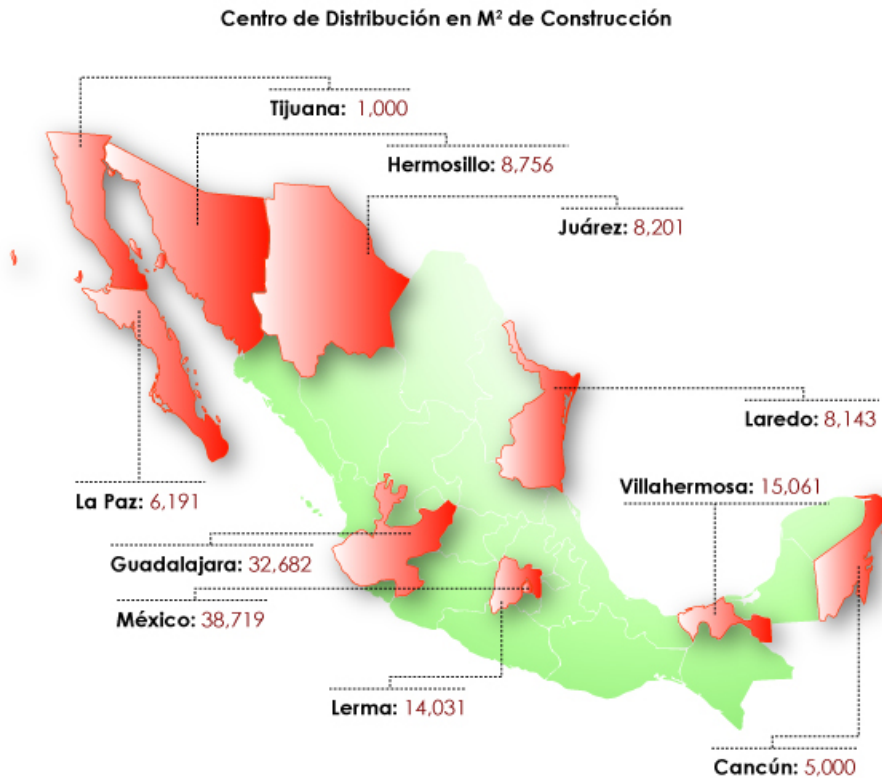 Centro de Distribución en M² de Construcción
Tijuana: 1,000
Hermosillo: 8,756
Juárez: 8,201
Laredo: 8,143
La Paz: 6,191
Villahermosa: 15,061
Guadalajara: 32,682
México: 38,719
Lerma: 14,031
Cancún: 5,000